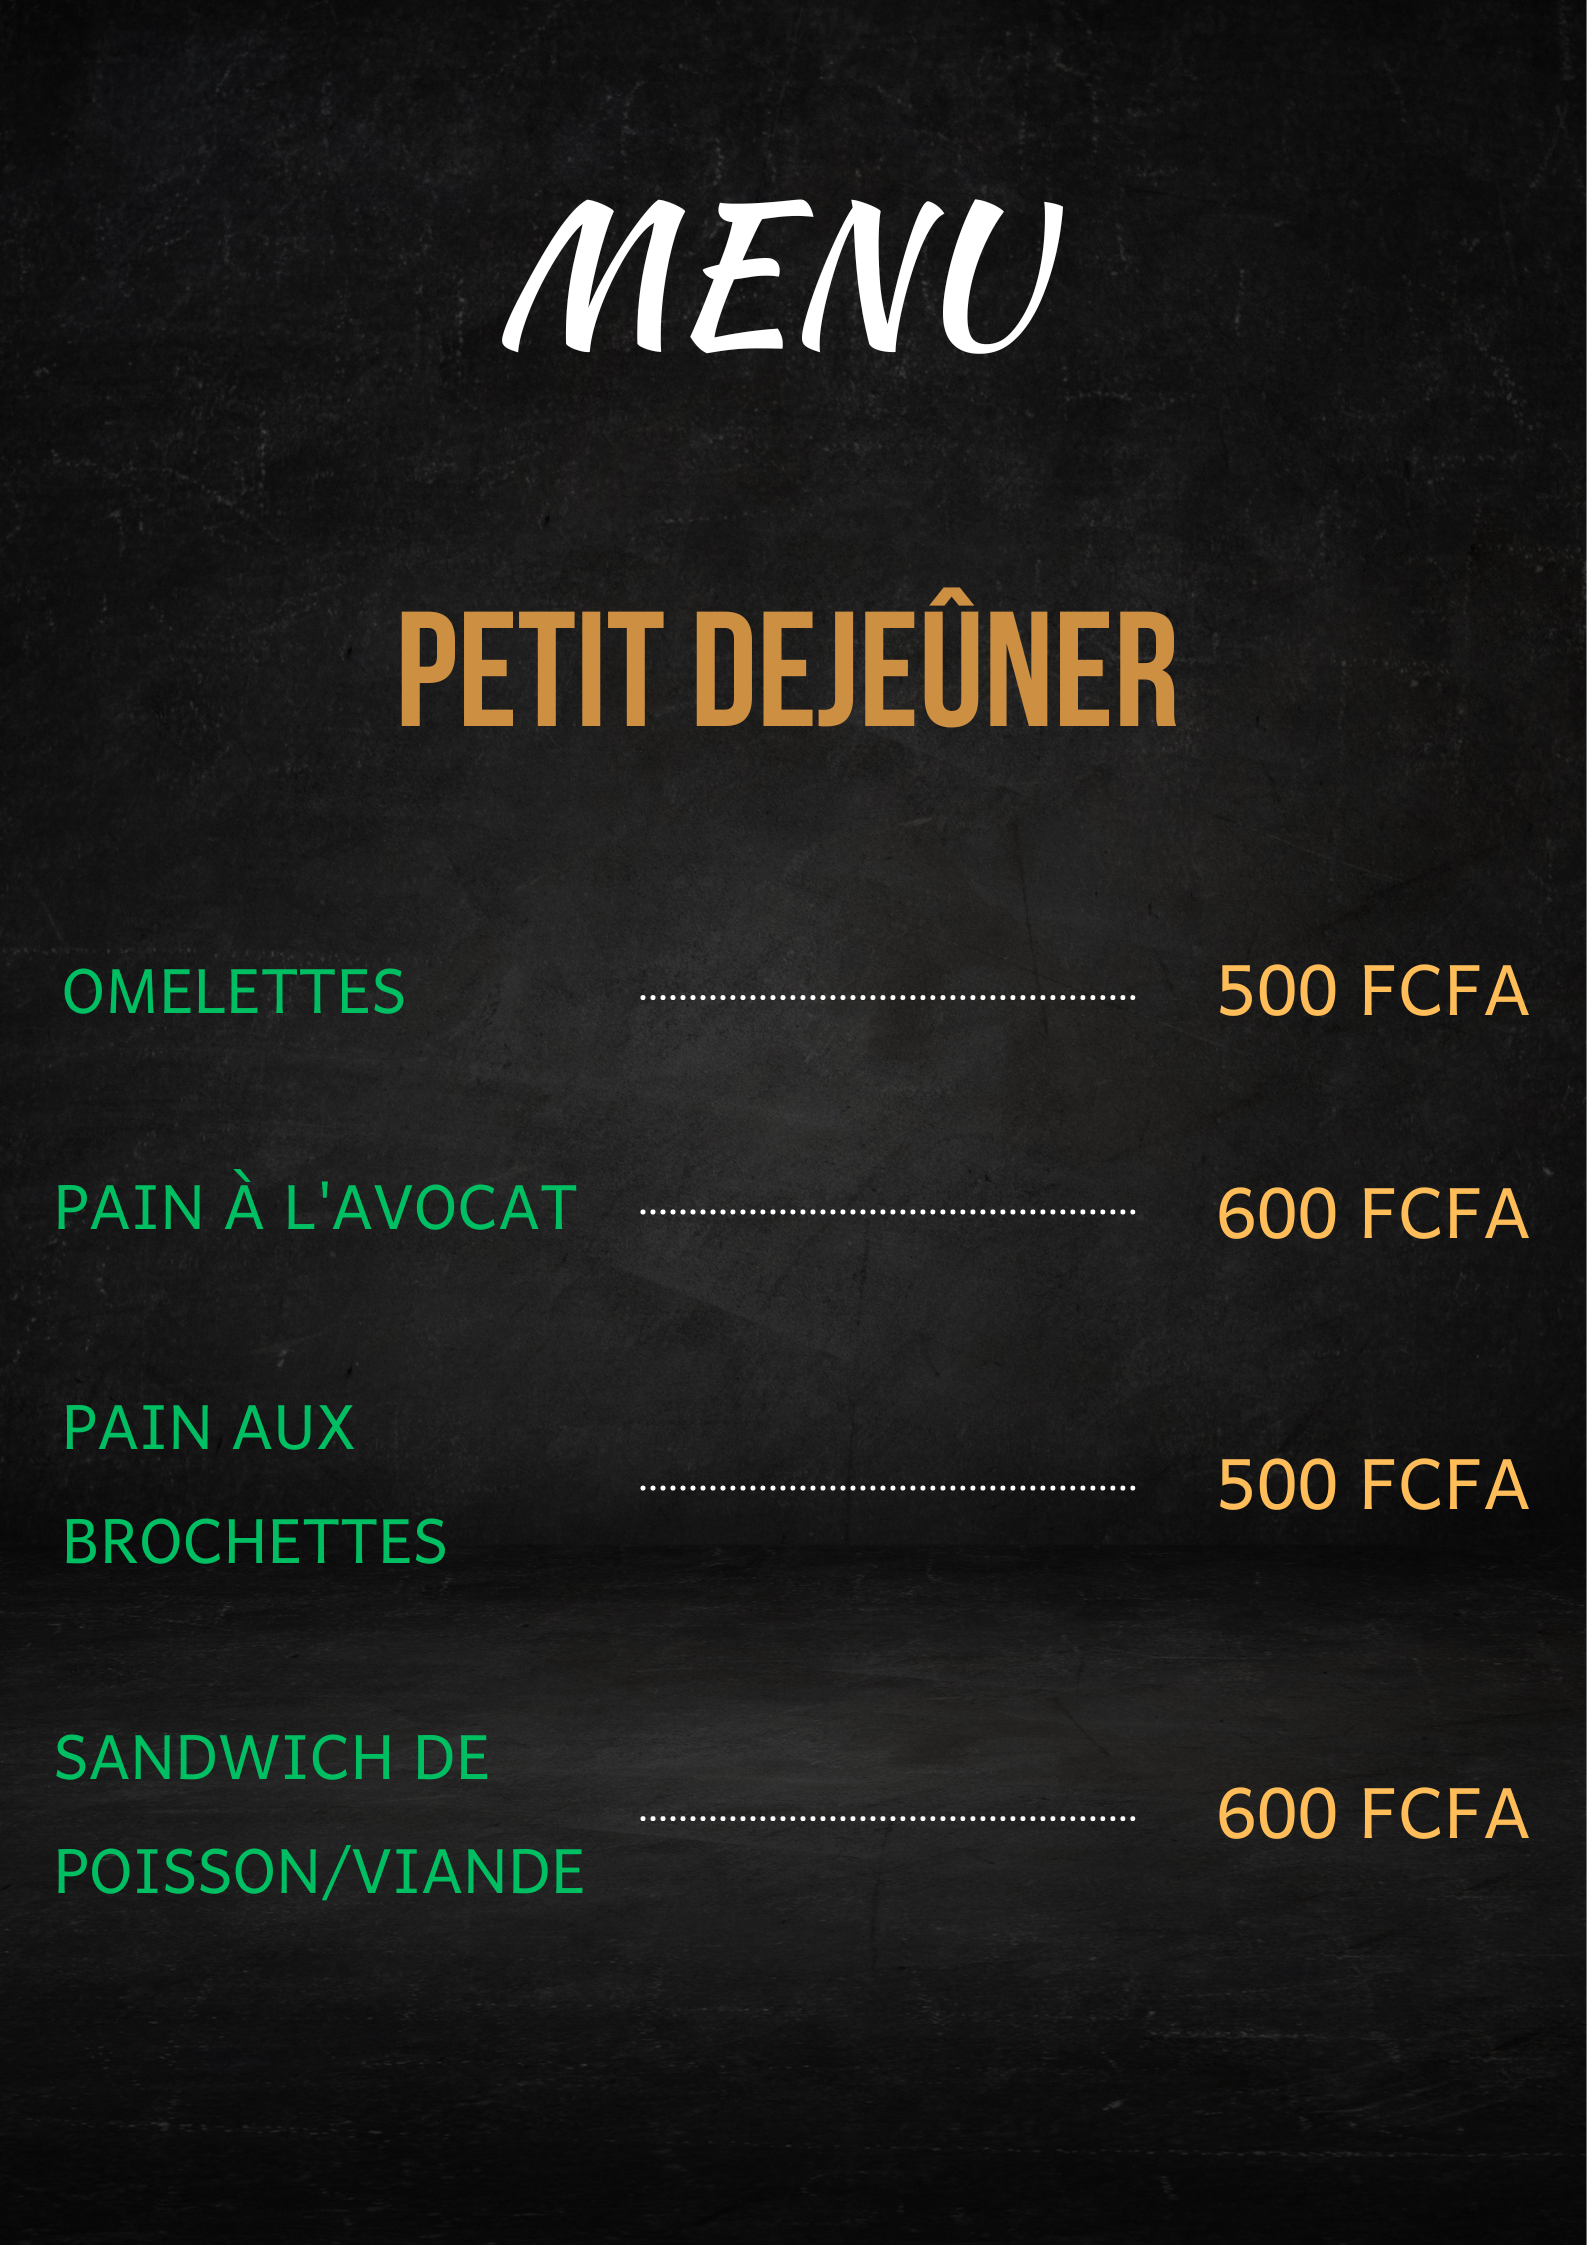 MENU
PETIT DEJEÛNER
OMELETTES ........................ 500 FCFA
PAIN À L'AVOCAT ........................ 600 FCFA
PAIN AUX
BROCHETTES ........................ 500 FCFA
SANDWICH DE
POISSON/VIANDE ........................ 600 FCFA